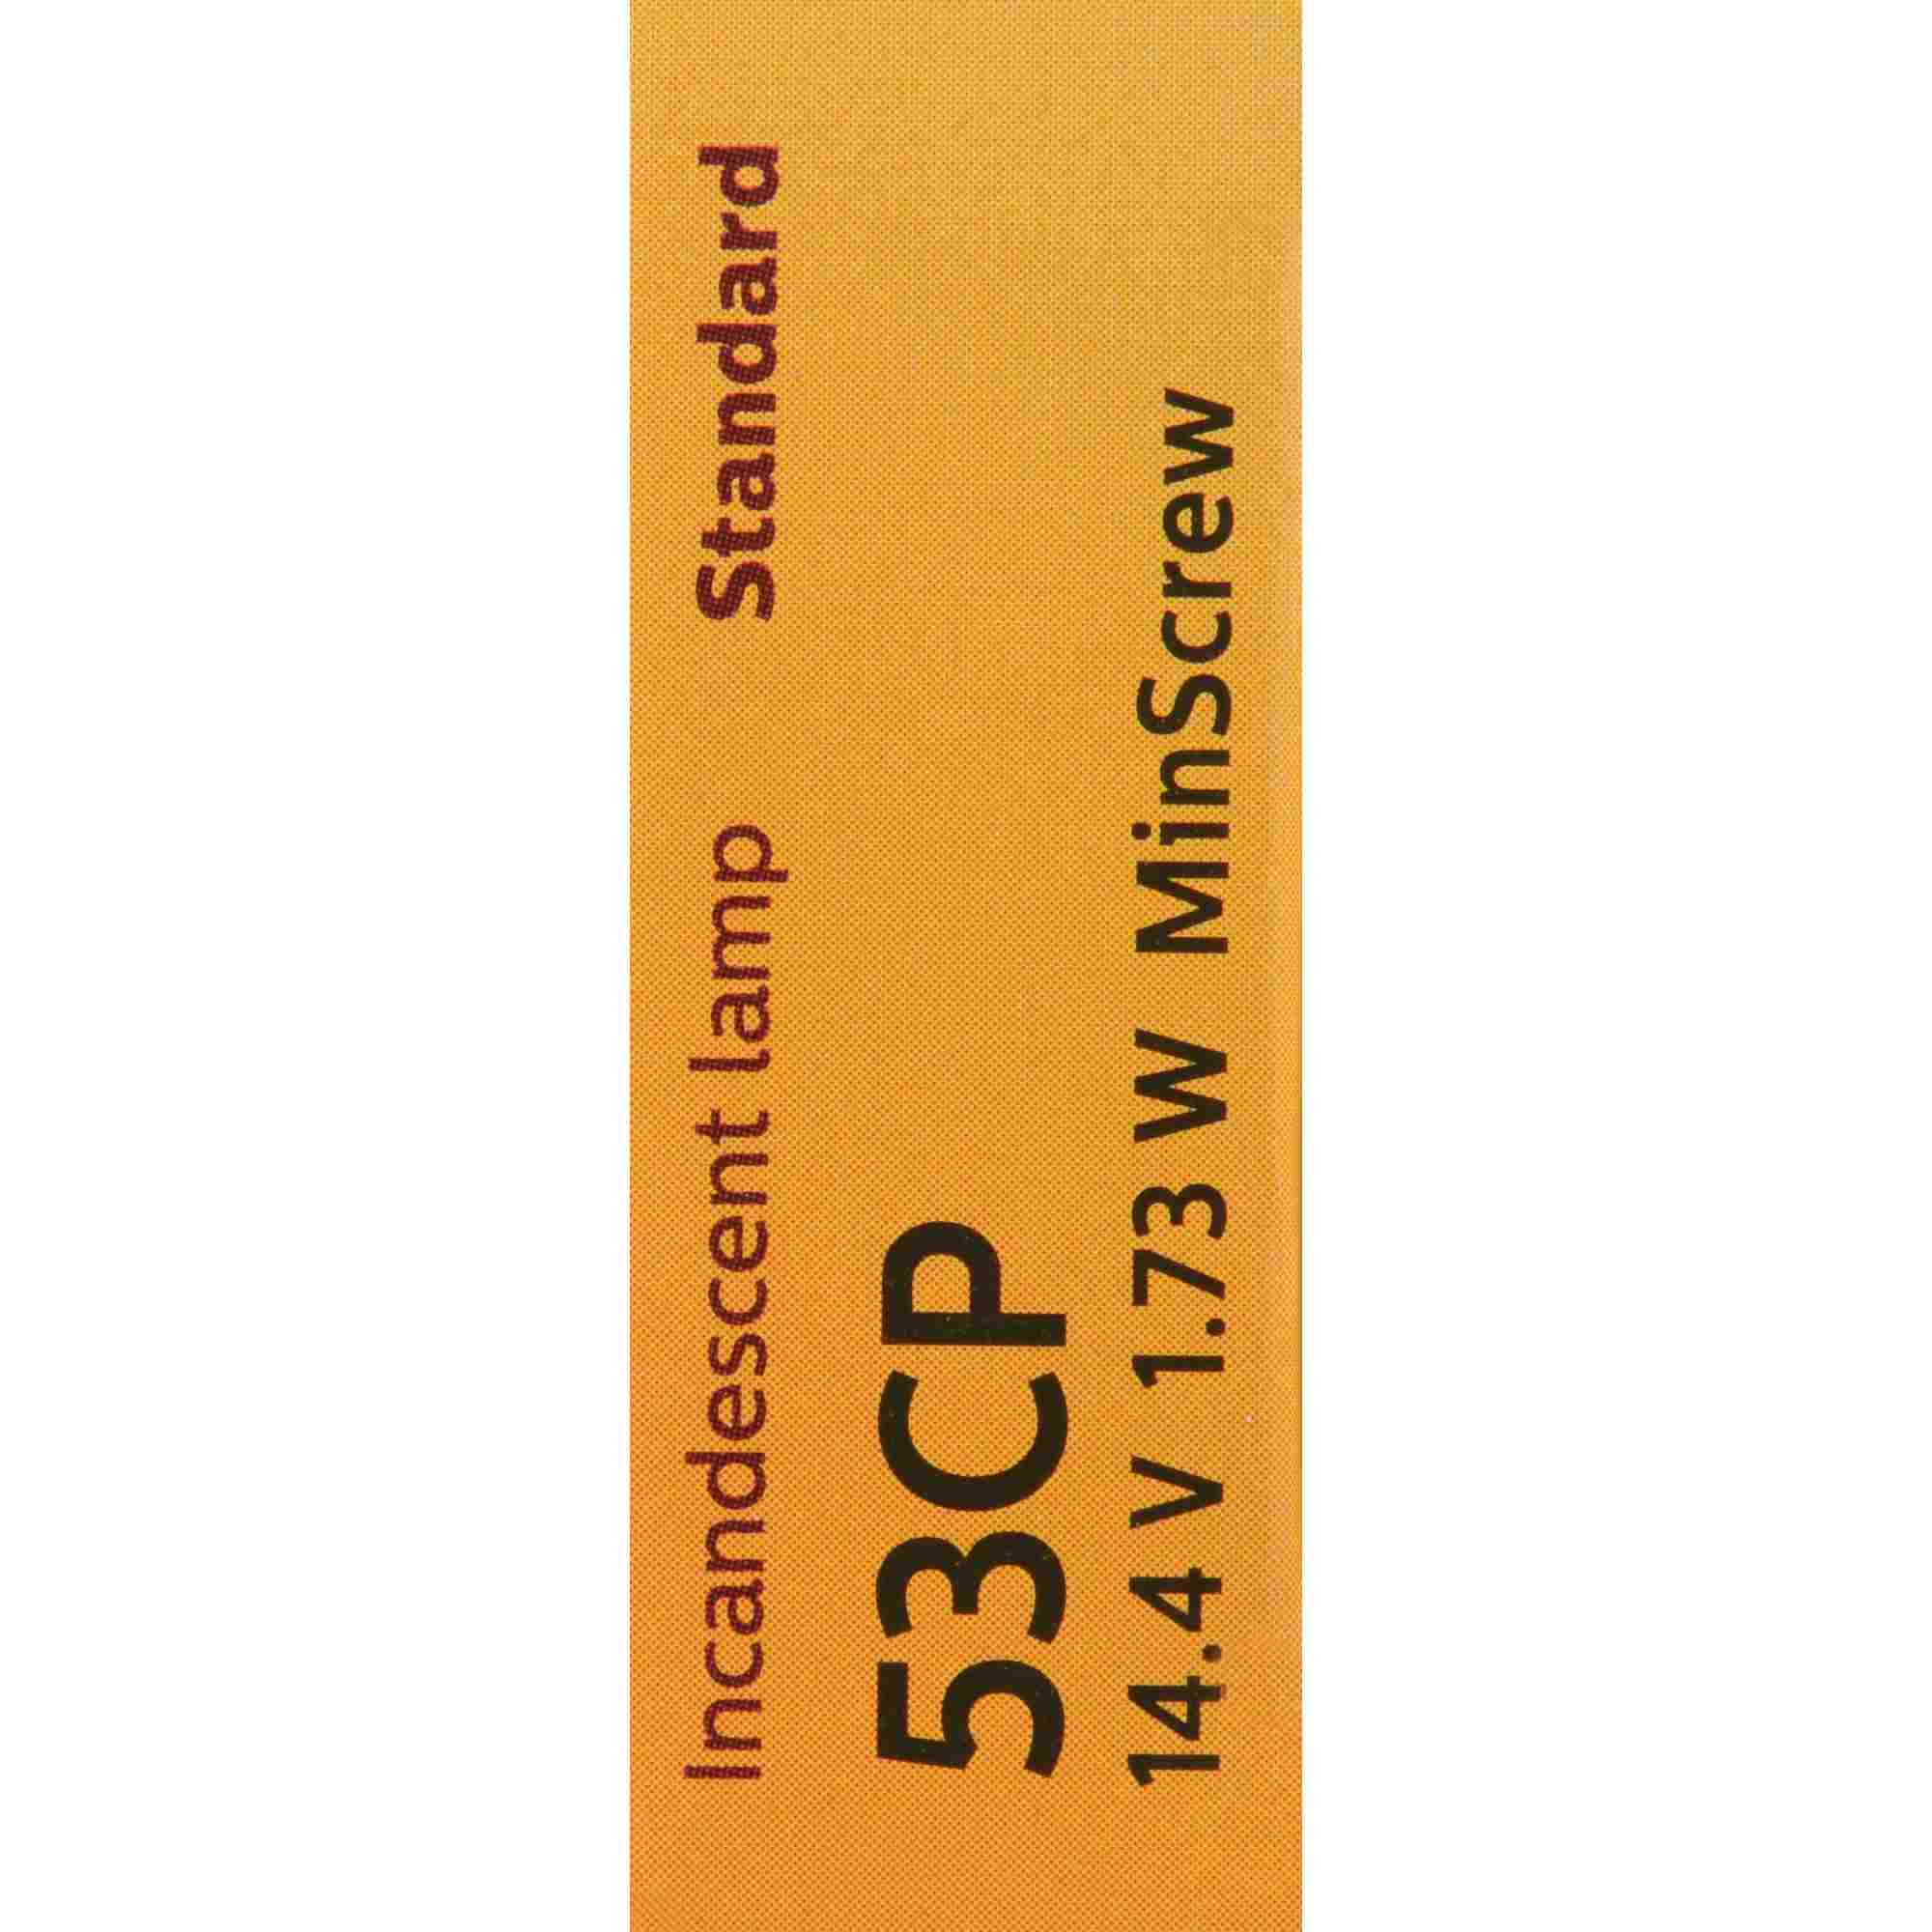 Incandescent lamp Standard
53CP
14.4 V 1.73 W MinScrew